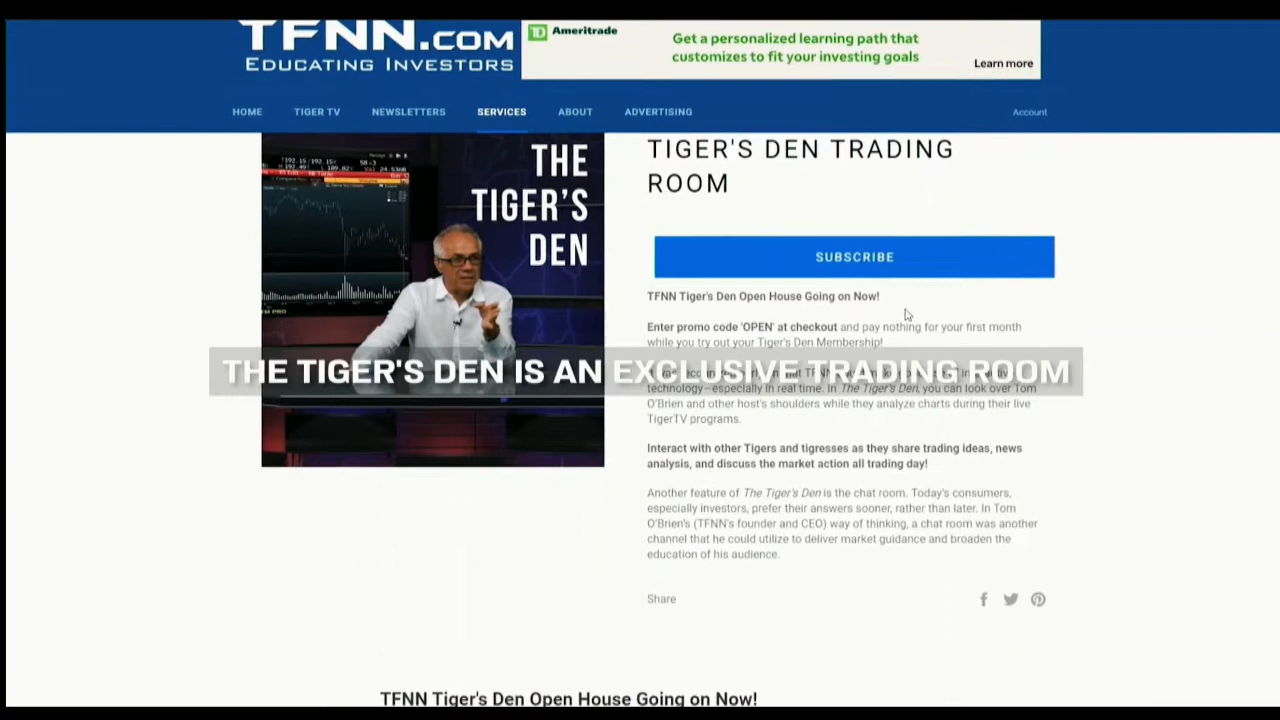 TFNN.COM
EDUCATING INVESTORS
TD Ameritrade
Get a personalized learning path that
customizes to fit your investing goals
Learn more
HOME TIGER TV NEWSLETTERS SERVICES ABOUT ADVERTISING Account
THE
TIGER'S
DEN
TIGER'S DEN TRADING
ROOM
SUBSCRIBE
TFNN Tiger's Den Open House Going on Now!
Enter promo code 'OPEN' at checkout and pay nothing for your first month
while you try out your Tiger's Den Membership!
THE TIGER'S DEN IS AN EXCLUSIVE TRADING ROOM
technology—especially in real time. In The Tiger's Den, you can look over Tom
O'Brien and other host's shoulders while they analyze charts during their live
TigerTV programs.
Interact with other Tigers and tigresses as they share trading ideas, news
analysis, and discuss the market action all trading day!
Another feature of The Tiger's Den is the chat room. Today's consumers,
especially investors, prefer their answers sooner, rather than later. In Tom
O'Brien's (TFNN's founder and CEO) way of thinking, a chat room was another
channel that he could utilize to deliver market guidance and broaden the
education of his audience.
Share
TFNN Tiger's Den Open House Going on Now!